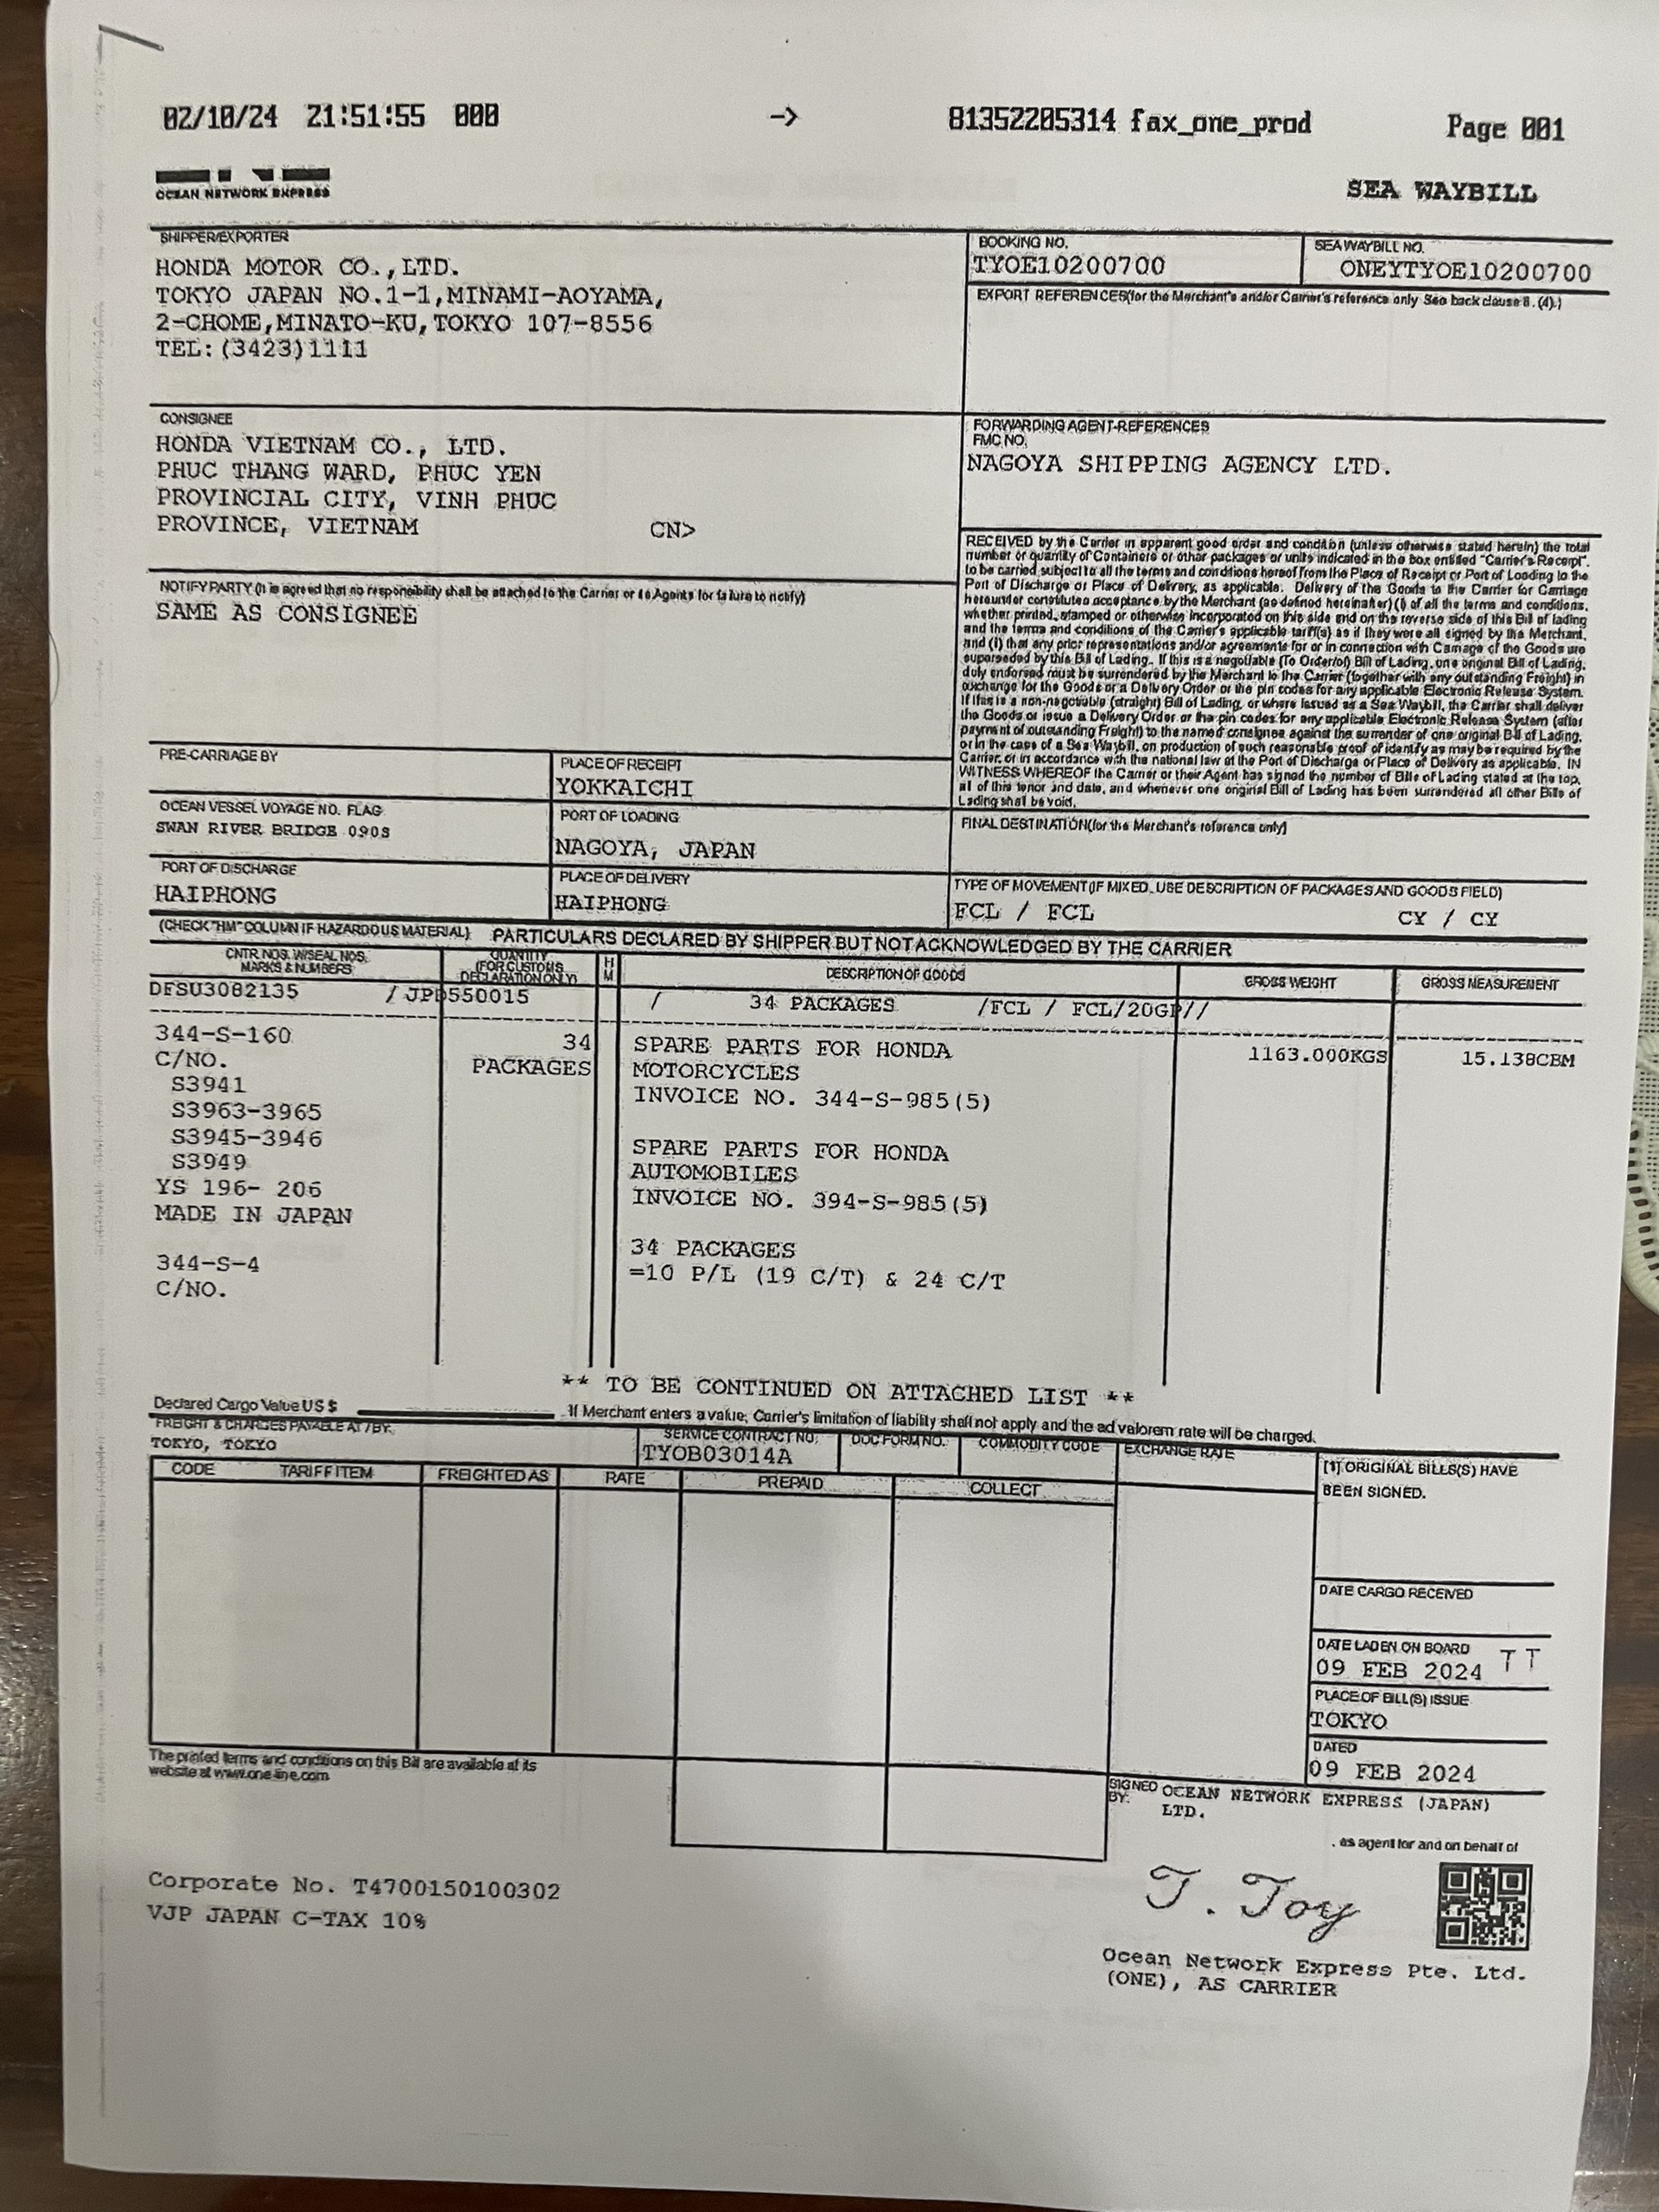 02/10/24 21:51:55 000 -> 81352205314 fax_one_prod Page 001
OCEAN NETWORK EXPRESS
SEA WAYBILL
SHIPPER/EXPORTER
HONDA MOTOR CO.,LTD.
TOKYO JAPAN NO.1-1,MINAMI-AOYAMA,
2-CHOME,MINATO-KU,TOKYO 107-8556
TEL:(3423)1111
BOOKING NO.
TYOE10200700
SEA WAYBILL NO.
ONEYTYOE10200700
EXPORT REFERENCES(for the Merchant's and/or Carrier's reference only. See back clause 8. (4).)
CONSIGNEE
HONDA VIETNAM CO., LTD.
PHUC THANG WARD, PHUC YEN
PROVINCIAL CITY, VINH PHUC
PROVINCE, VIETNAM CN>
FORWARDING AGENT-REFERENCES
FMC NO.
NAGOYA SHIPPING AGENCY LTD.
NOTIFY PARTY (It is agreed that no responsibility shall be attached to the Carrier or its Agents for failure to notify)
SAME AS CONSIGNEE
RECEIVED by the Carrier in apparent good order and condition (unless otherwise stated herein) the total
number or quantity of Containers or other packages or units indicated in the box entitled "Carrier's Receipt".
to be carried subject to all the terms and conditions hereof from the Place of Receipt or Port of Loading to the
Port of Discharge or Place of Delivery, as applicable. Delivery of the Goods to the Carrier for Carriage
hereunder constitutes acceptance by the Merchant (as defined hereinafter) (i) of all the terms and conditions,
whether printed, stamped or otherwise incorporated on this side and on the reverse side of this Bill of lading
and the terms and conditions of the Carrier's applicable tariff(s) as if they were all signed by the Merchant,
and (ii) that any prior representations and/or agreements for or in connection with Carriage of the Goods are
superseded by this Bill of Lading. If this is a negotiable (To Order/of) Bill of Lading, one original Bill of Lading,
duly endorsed must be surrendered by the Merchant to the Carrier (together with any outstanding Freight) in
exchange for the Goods or a Delivery Order or the pin codes for any applicable Electronic Release System.
If this is a non-negotiable (straight) Bill of Lading, or where issued as a Sea Waybill, the Carrier shall deliver
the Goods or issue a Delivery Order or the pin codes for any applicable Electronic Release System (after
payment of outstanding Freight) to the named consignee against the surrender of one original Bill of Lading,
or in the case of a Sea Waybill, on production of such reasonable proof of identify as may be required by the
Carrier, or in accordance with the national law at the Port of Discharge or Place of Delivery as applicable. IN
WITNESS WHEREOF the Carrier or their Agent has signed the number of Bills of Lading stated at the top,
all of this tenor and date, and whenever one original Bill of Lading has been surrendered all other Bills of
Lading shall be void.
PRE-CARRIAGE BY
PLACE OF RECEIPT
YOKKAICHI
OCEAN VESSEL VOYAGE NO. FLAG
SWAN RIVER BRIDGE 090S
PORT OF LOADING
NAGOYA, JAPAN
FINAL DESTINATION(for the Merchant's reference only)
PORT OF DISCHARGE
HAIPHONG
PLACE OF DELIVERY
HAIPHONG
TYPE OF MOVEMENT(IF MIXED, USE DESCRIPTION OF PACKAGES AND GOODS FIELD)
FCL / FCL CY / CY
(CHECK "HM" COLUMN IF HAZARDOUS MATERIAL) PARTICULARS DECLARED BY SHIPPER BUT NOT ACKNOWLEDGED BY THE CARRIER
CNTR. NOS. W/SEAL NOS.
MARKS & NUMBERS
QUANTITY
(FOR CUSTOMS
DECLARATION ONLY)
H
M
DESCRIPTION OF GOODS
GROSS WEIGHT
GROSS MEASUREMENT
DFSU3082135 / JPD550015 / 34 PACKAGES /FCL / FCL/20GP//
344-S-160
C/NO.
S3941
S3963-3965
S3945-3946
S3949
YS 196- 206
MADE IN JAPAN
344-S-4
C/NO.
34
PACKAGES
SPARE PARTS FOR HONDA
MOTORCYCLES
INVOICE NO. 344-S-985(5)
SPARE PARTS FOR HONDA
AUTOMOBILES
INVOICE NO. 394-S-985(5)
34 PACKAGES
=10 P/L (19 C/T) & 24 C/T
1163.000KGS
15.138CBM
** TO BE CONTINUED ON ATTACHED LIST **
Declared Cargo Value US $
If Merchant enters a value, Carrier's limitation of liability shall not apply and the ad valorem rate will be charged.
FREIGHT & CHARGES PAYABLE AT / BY:
TOKYO, TOKYO
SERVICE CONTRACT NO.
TYOB03014A
DOC FORM NO.
COMMODITY CODE
EXCHANGE RATE
CODE TARIFF ITEM FREIGHTED AS RATE PREPAID COLLECT
[1] ORIGINAL BILLS(S) HAVE
BEEN SIGNED.
DATE CARGO RECEIVED
DATE LADEN ON BOARD
09 FEB 2024 T T
PLACE OF BILL(S) ISSUE
TOKYO
DATED
09 FEB 2024
The printed terms and conditions on this Bill are available at its
website at www.one-line.com
SIGNED
BY:
OCEAN NETWORK EXPRESS (JAPAN)
LTD.
, as agent for and on behalf of
T. Toy
Ocean Network Express Pte. Ltd.
(ONE), AS CARRIER
Corporate No. T4700150100302
VJP JAPAN C-TAX 10%